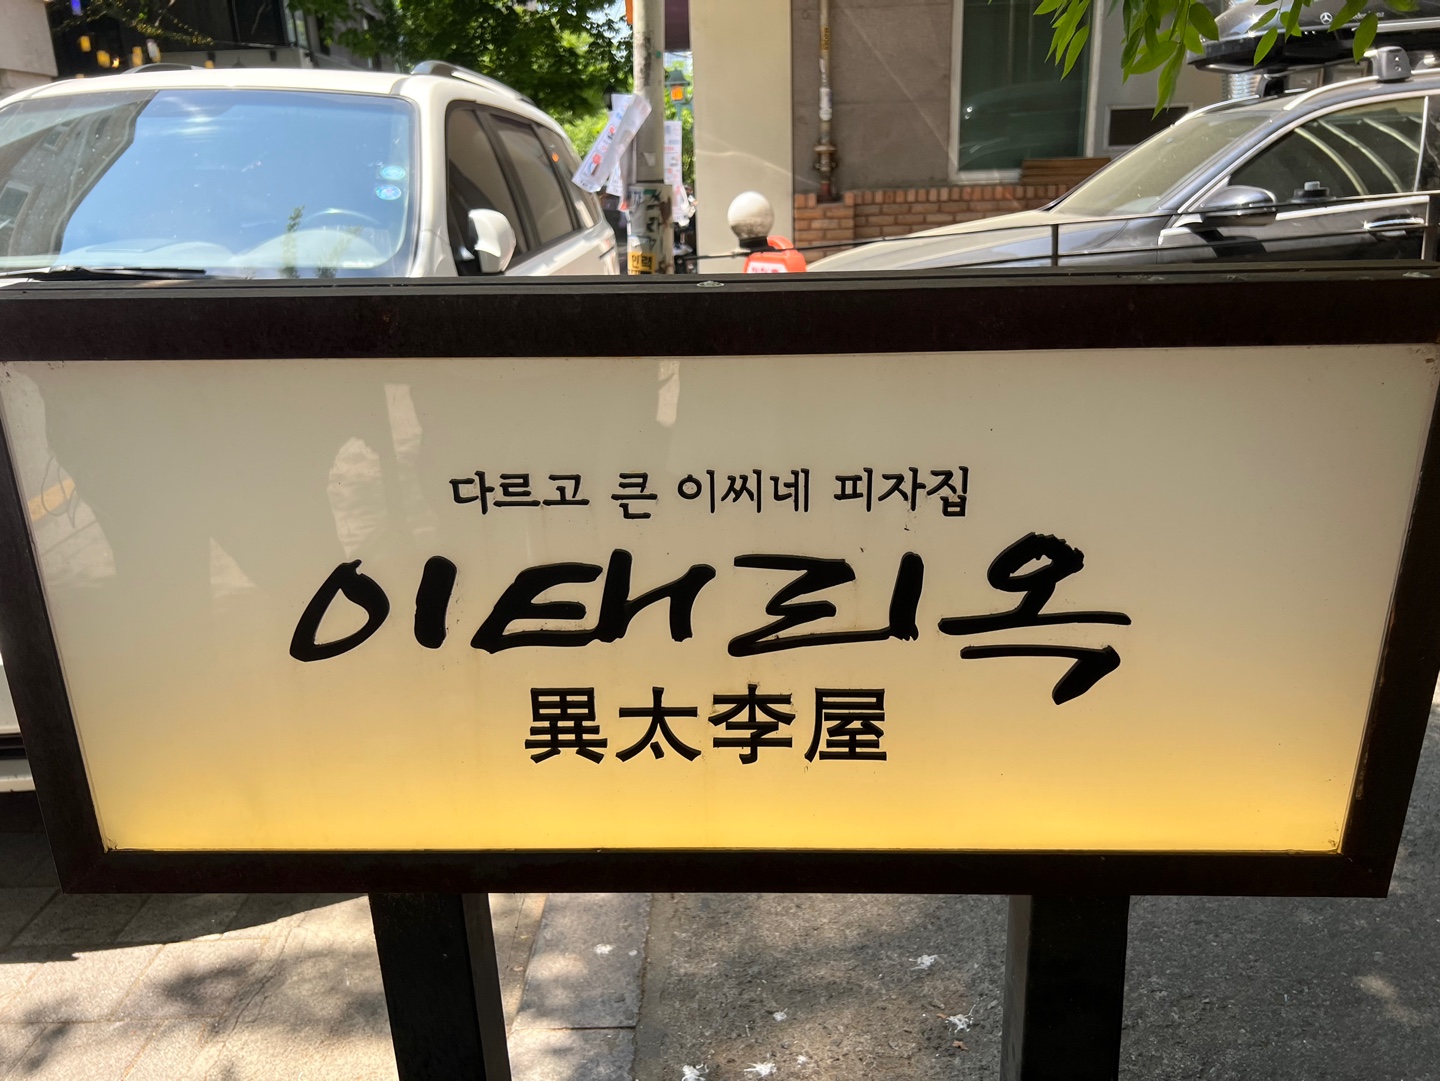 다르고 큰 이씨네 피자집
이태리옥
異太李屋